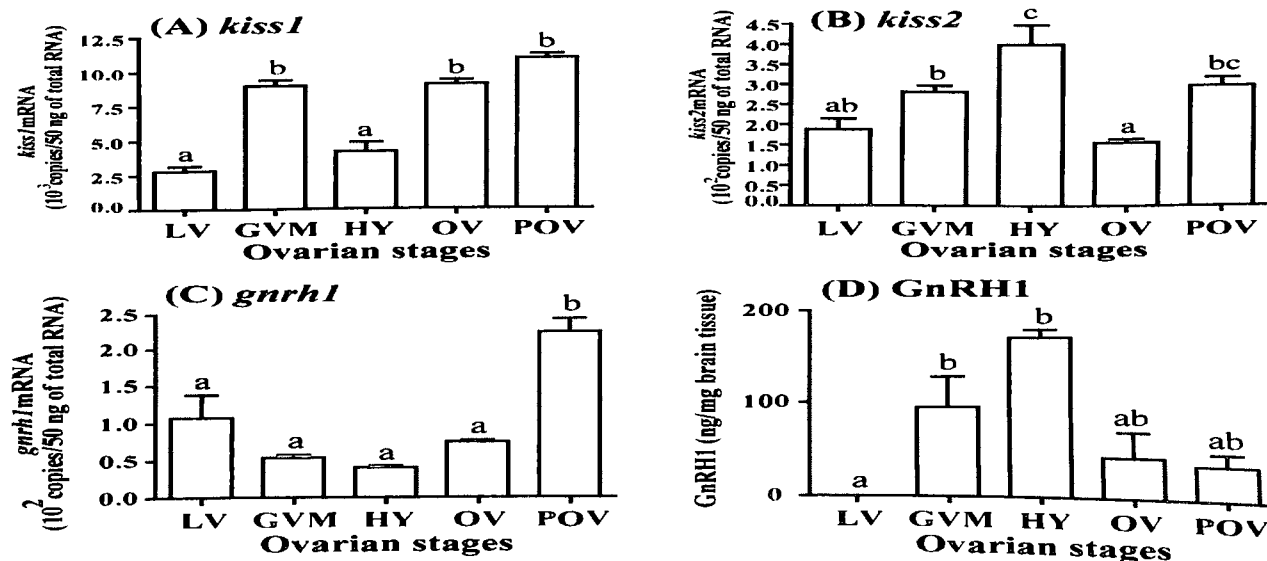 (A) kiss1
kiss1mRNA
(10³copies/50 ng of total RNA)
12.5
10.0
7.5
5.0
2.5
0.0
a
b
a
b
b
LV GVM HY OV POV
Ovarian stages
(B) kiss2
kiss2mRNA
(10²copies/50 ng of total RNA)
4.5
4.0
3.5
3.0
2.5
2.0
1.5
1.0
0.5
0.0
ab
b
c
a
bc
LV GVM HY OV POV
Ovarian stages
(C) gnrh1
gnrh1mRNA
(10² copies/50 ng of total RNA)
2.5
2.0
1.5
1.0
0.5
0.0
a
a
a
a
b
LV GVM HY OV POV
Ovarian stages
(D) GnRH1
GnRH1 (ng/mg brain tissue)
200
100
0
a
b
b
ab
ab
LV GVM HY OV POV
Ovarian stages